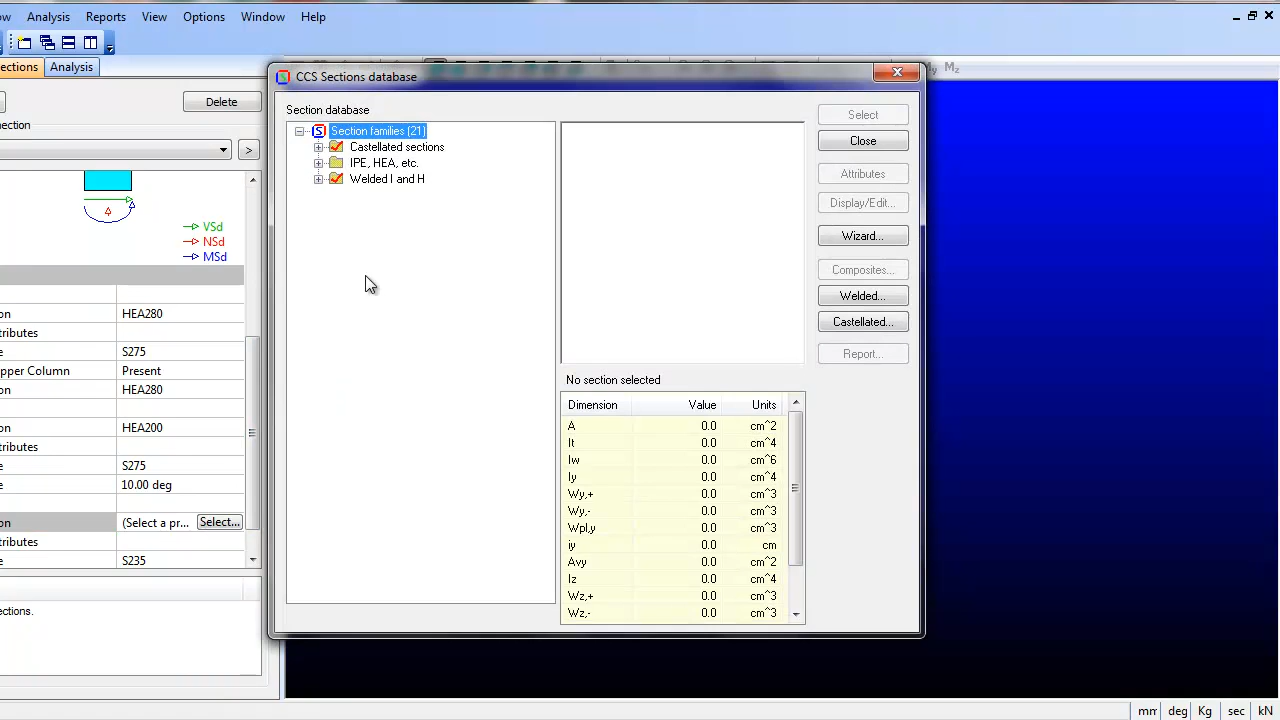 ow Analysis Reports View Options Window Help
ections Analysis
My Mz
CCS Sections database
Delete
Section database
ection
Section families (21)
Select
>
Castellated sections
Close
IPE, HEA, etc.
Attributes
Welded I and H
Display/Edit...
VSd
Wizard...
NSd
MSd
Composites...
Welded...
on HEA280
Castellated...
tributes
e S275
Report...
pper Column Present
No section selected
on HEA280
Dimension Value Units
A 0.0 cm^2
on HEA200
It 0.0 cm^4
tributes
Iw 0.0 cm^6
e S275
Iy 0.0 cm^4
e 10.00 deg
Wy,+ 0.0 cm^3
Wy,- 0.0 cm^3
on (Select a pr... Select...
Wpl,y 0.0 cm^3
tributes
iy 0.0 cm
e S235
Avy 0.0 cm^2
Iz 0.0 cm^4
Wz,+ 0.0 cm^3
ections.
Wz,- 0.0 cm^3
mm deg Kg sec kN